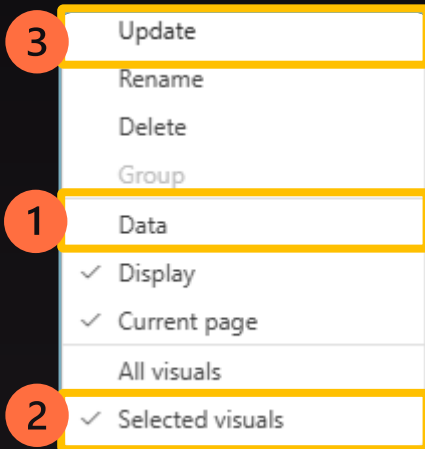 3 Update
Rename
Delete
Group
1 Data
Display
Current page
All visuals
2 Selected visuals